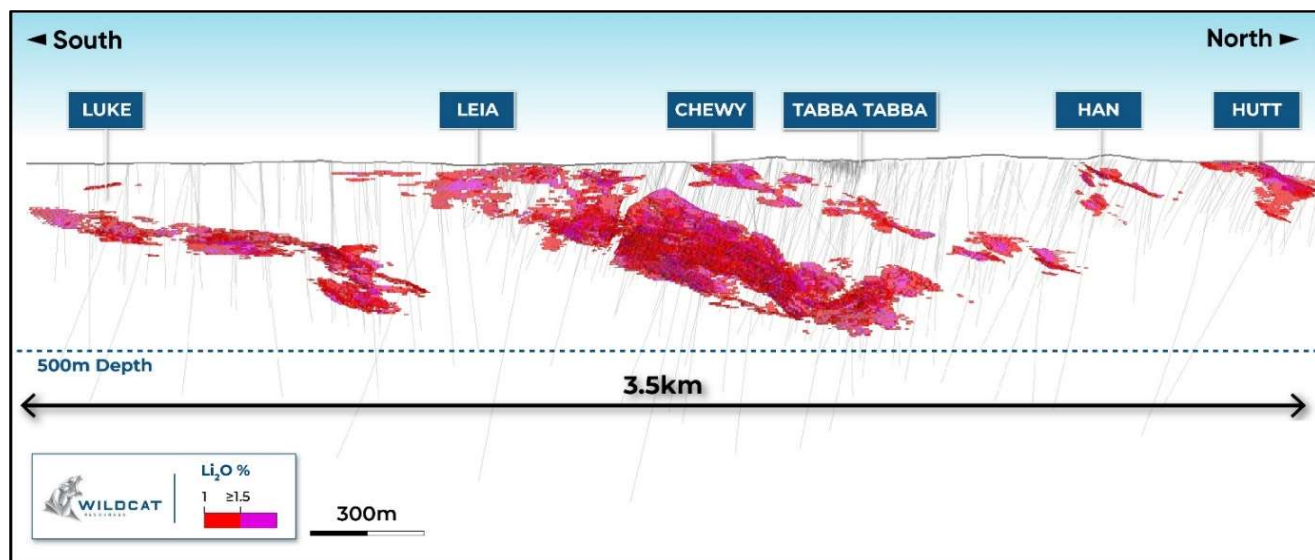 ◄ South
North ►
LUKE
LEIA
CHEWY
TABBA TABBA
HAN
HUTT
500m Depth
3.5km
Li₂O %
1 ≥1.5
WILDCAT
RESOURCES
300m